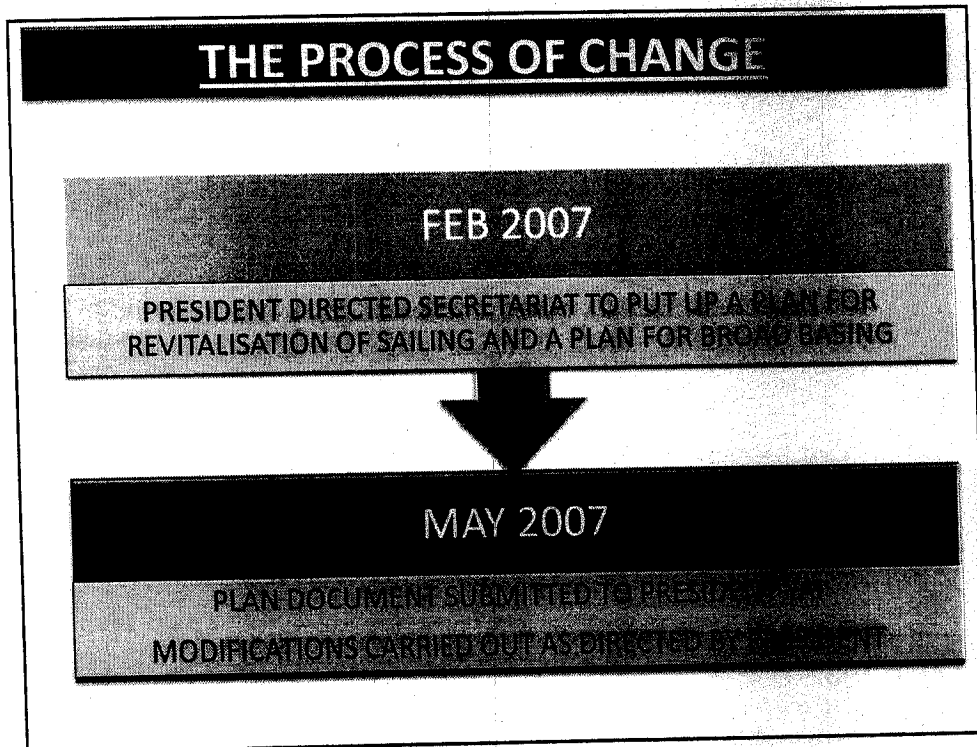 THE PROCESS OF CHANGE
FEB 2007
PRESIDENT DIRECTED SECRETARIAT TO PUT UP A PLAN FOR
REVITALISATION OF SAILING AND A PLAN FOR BROAD BASING
MAY 2007
PLAN DOCUMENT SUBMITTED TO
MODIFICATIONS CARRIED OUT AS DIRECTED BY